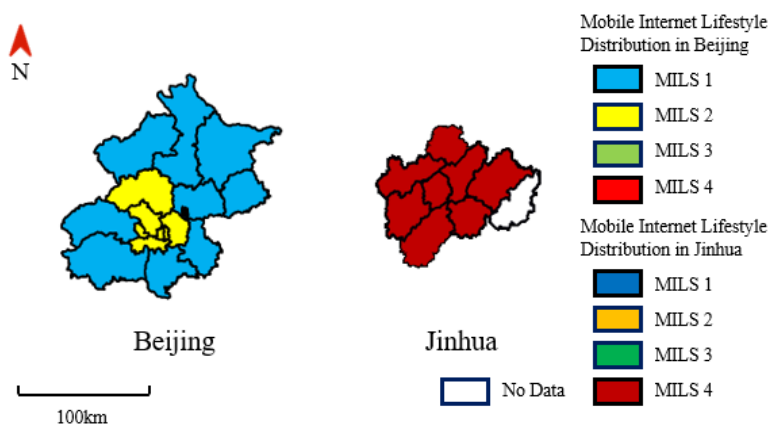 N
Beijing
Jinhua
100km
No Data
Mobile Internet Lifestyle
Distribution in Beijing
MILS 1
MILS 2
MILS 3
MILS 4
Mobile Internet Lifestyle
Distribution in Jinhua
MILS 1
MILS 2
MILS 3
MILS 4